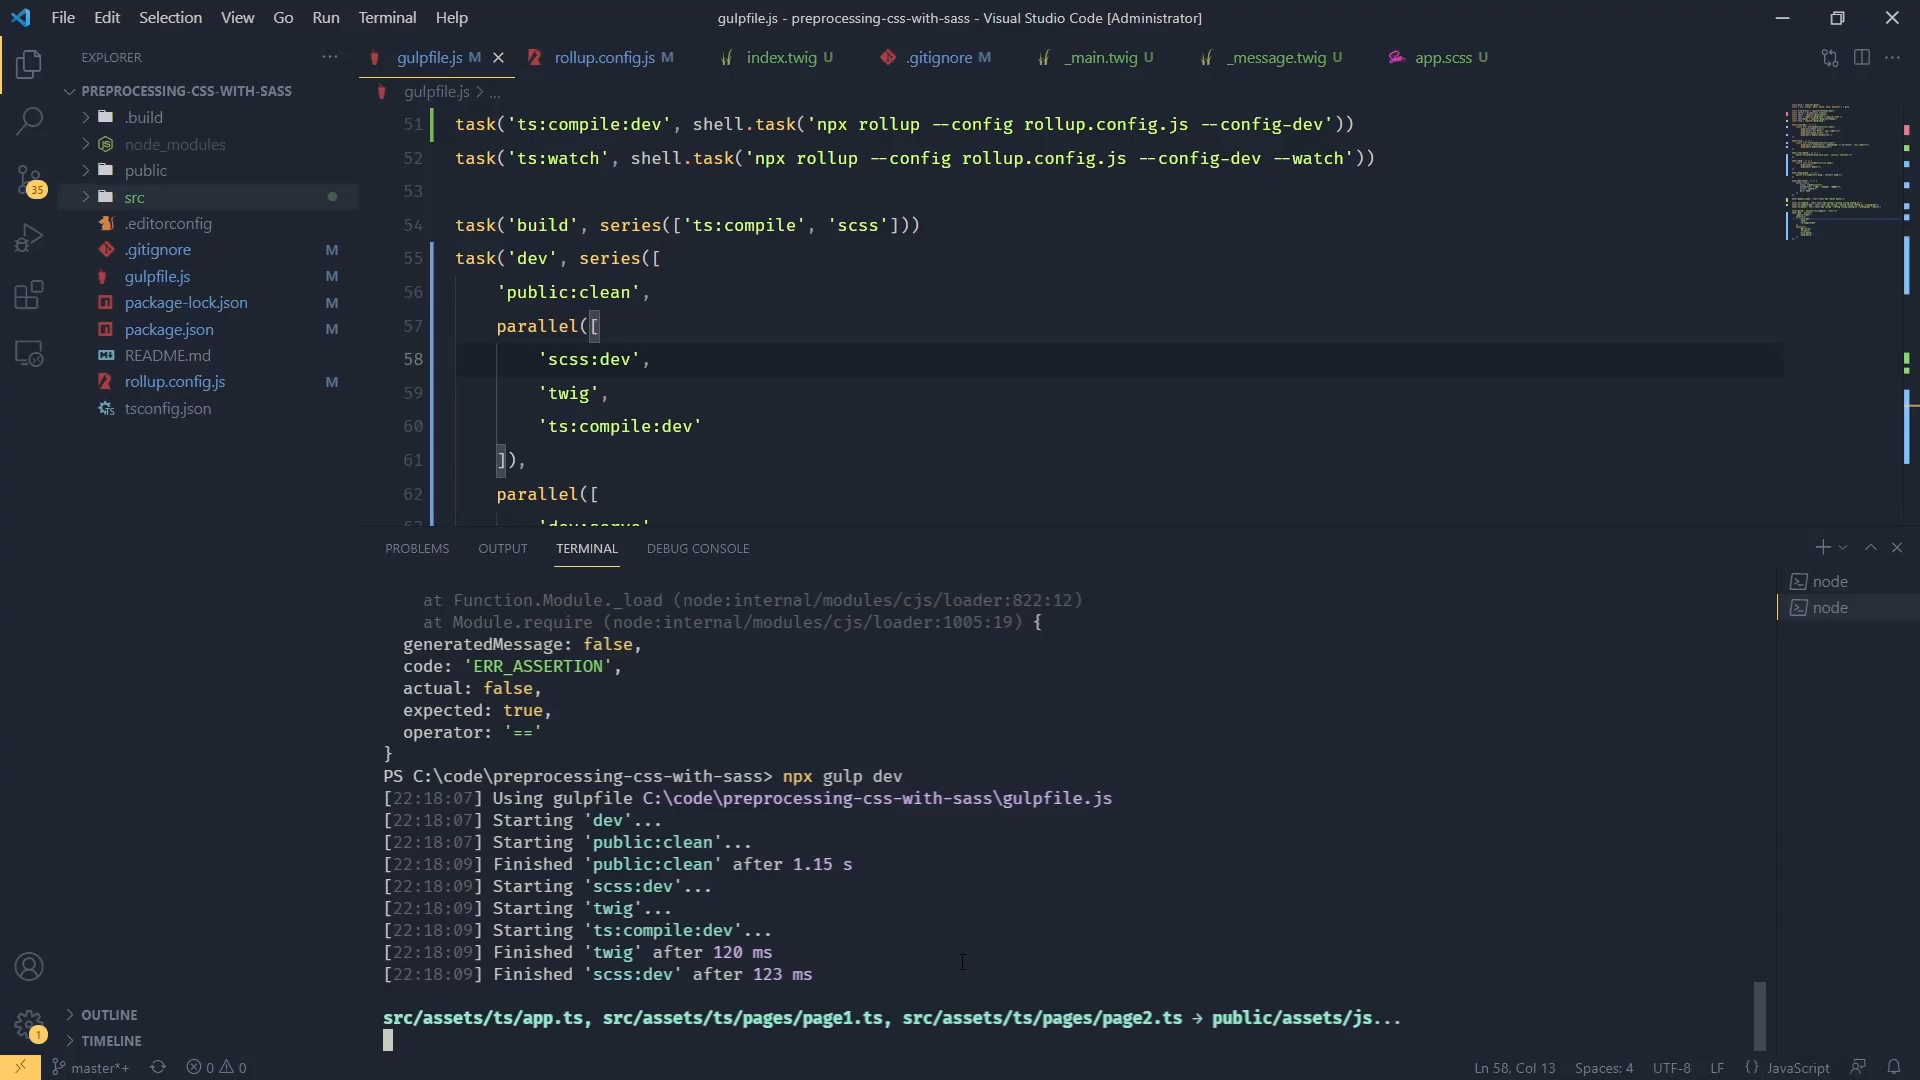 File Edit Selection View Go Run Terminal Help
gulpfile.js - preprocessing-css-with-sass - Visual Studio Code [Administrator]
EXPLORER
gulpfile.js M
rollup.config.js M
index.twig U
.gitignore M
_main.twig U
_message.twig U
app.scss U
PREPROCESSING-CSS-WITH-SASS
.build
node_modules
public
src
.editorconfig
.gitignore M
gulpfile.js M
package-lock.json M
package.json M
README.md
rollup.config.js M
tsconfig.json
35
OUTLINE
TIMELINE
1
gulpfile.js > ...
51 task('ts:compile:dev', shell.task('npx rollup --config rollup.config.js --config-dev'))
52 task('ts:watch', shell.task('npx rollup --config rollup.config.js --config-dev --watch'))
53
54 task('build', series(['ts:compile', 'scss']))
55 task('dev', series([
56 'public:clean',
57 parallel([
58 'scss:dev',
59 'twig',
60 'ts:compile:dev'
61 ]),
62 parallel([
63 'dev:serve'
PROBLEMS OUTPUT TERMINAL DEBUG CONSOLE
node
node
at Function.Module._load (node:internal/modules/cjs/loader:822:12)
at Module.require (node:internal/modules/cjs/loader:1005:19) {
generatedMessage: false,
code: 'ERR_ASSERTION',
actual: false,
expected: true,
operator: '=='
}
PS C:\code\preprocessing-css-with-sass> npx gulp dev
[22:18:07] Using gulpfile C:\code\preprocessing-css-with-sass\gulpfile.js
[22:18:07] Starting 'dev'...
[22:18:07] Starting 'public:clean'...
[22:18:09] Finished 'public:clean' after 1.15 s
[22:18:09] Starting 'scss:dev'...
[22:18:09] Starting 'twig'...
[22:18:09] Starting 'ts:compile:dev'...
[22:18:09] Finished 'twig' after 120 ms
[22:18:09] Finished 'scss:dev' after 123 ms
src/assets/ts/app.ts, src/assets/ts/pages/page1.ts, src/assets/ts/pages/page2.ts → public/assets/js...
master*+ 0 0
Ln 58, Col 13 Spaces: 4 UTF-8 LF {} JavaScript